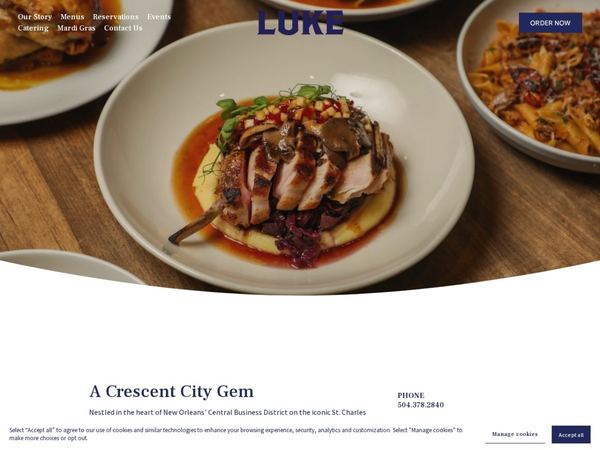 Our Story Menus Reservations Events
Catering Mardi Gras Contact Us
LUKE
ORDER NOW
A Crescent City Gem
Nestled in the heart of New Orleans' Central Business District on the iconic St. Charles
PHONE
504.378.2840
Select “Accept all” to agree to our use of cookies and similar technologies to enhance your browsing experience, security, analytics and customization. Select "Manage cookies" to
make more choices or opt out.
Manage cookies
Accept all